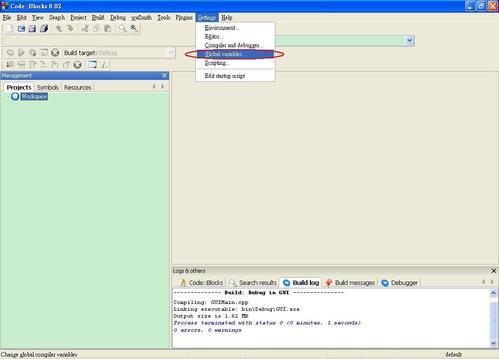 Code::Blocks 8.02
File Edit View Search Project Build Debug wxSmith Tools Plugins Settings Help
Environment...
Editor...
Compiler and debugger...
Global variables...
Scripting...
Edit startup script
Build target: Debug
Management
Projects Symbols Resources
Workspace
Logs & others
Code::Blocks Search results Build log Build messages Debugger
-------------- Build: Debug in GUI ---------------
Compiling: GUIMain.cpp
Linking executable: bin\Debug\GUI.exe
Output size is 1.62 MB
Process terminated with status 0 (0 minutes, 1 seconds)
0 errors, 0 warnings
Change global compiler variables default